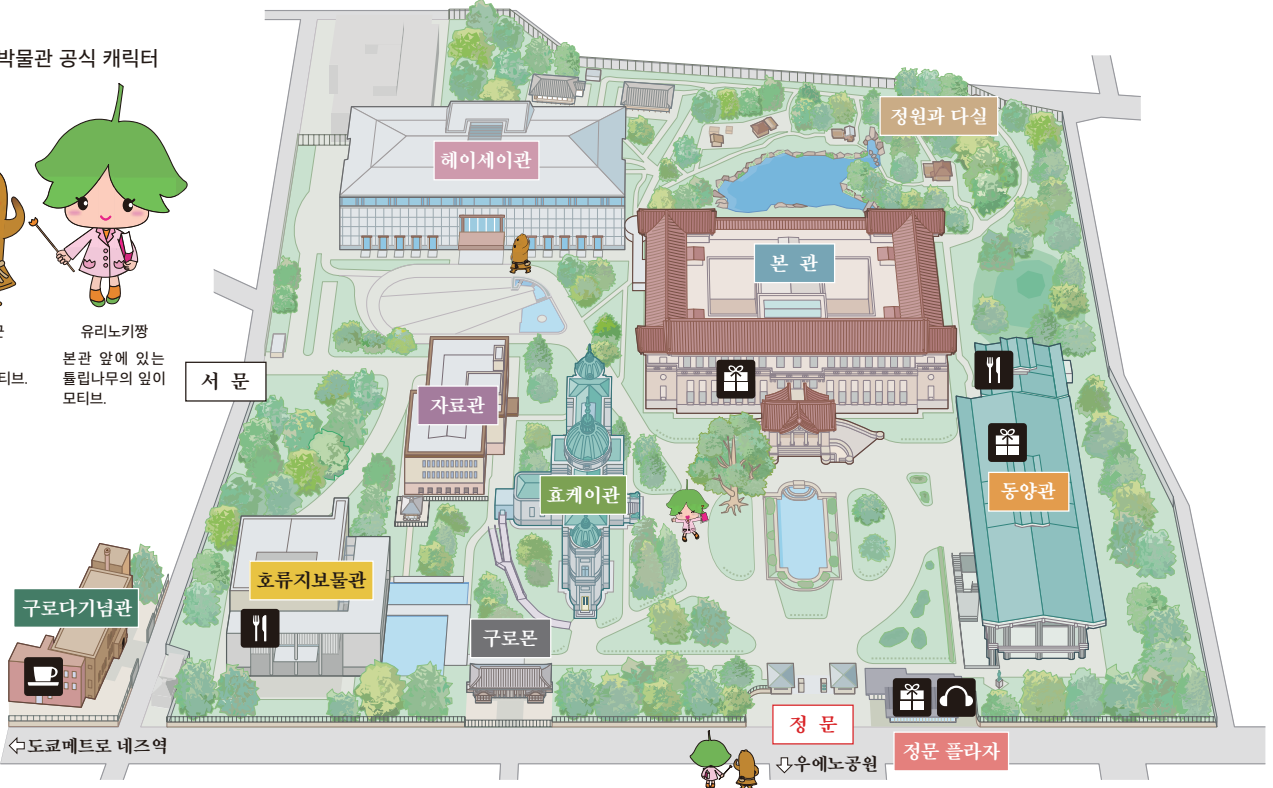 박물관 공식 캐릭터
유리노키짱
본관 앞에 있는
튤립나무의 잎이
모티브.
티브.
서 문
헤이세이관
정원과 다실
본 관
자료관
효케이관
동양관
호류지보물관
구로다기념관
구로몬
정 문
정문 플라자
도쿄메트로 네즈역
우에노공원